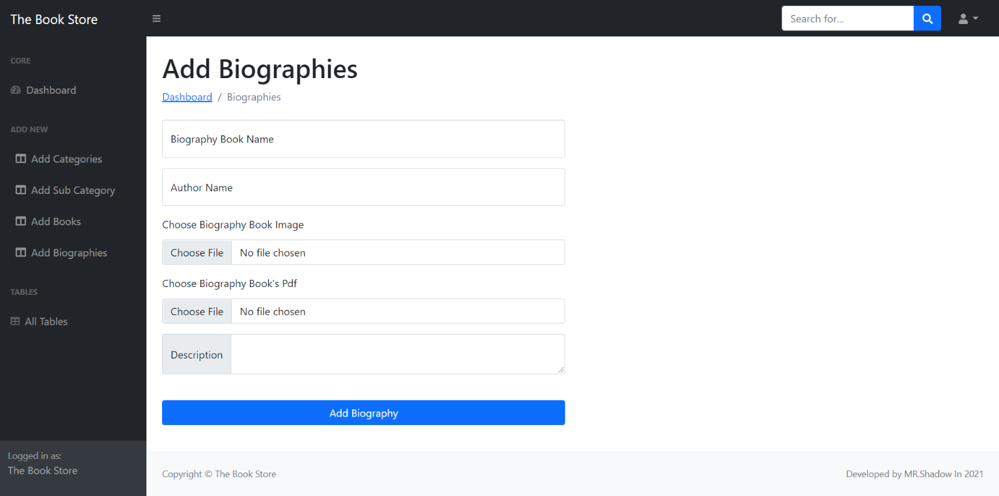 The Book Store
Search for...
CORE
Dashboard
ADD NEW
Add Categories
Add Sub Category
Add Books
Add Biographies
TABLES
All Tables
Logged in as:
The Book Store
Add Biographies
Dashboard / Biographies
Biography Book Name
Author Name
Choose Biography Book Image
Choose File No file chosen
Choose Biography Book's Pdf
Choose File No file chosen
Description
Add Biography
Copyright © The Book Store
Developed by MR.Shadow In 2021